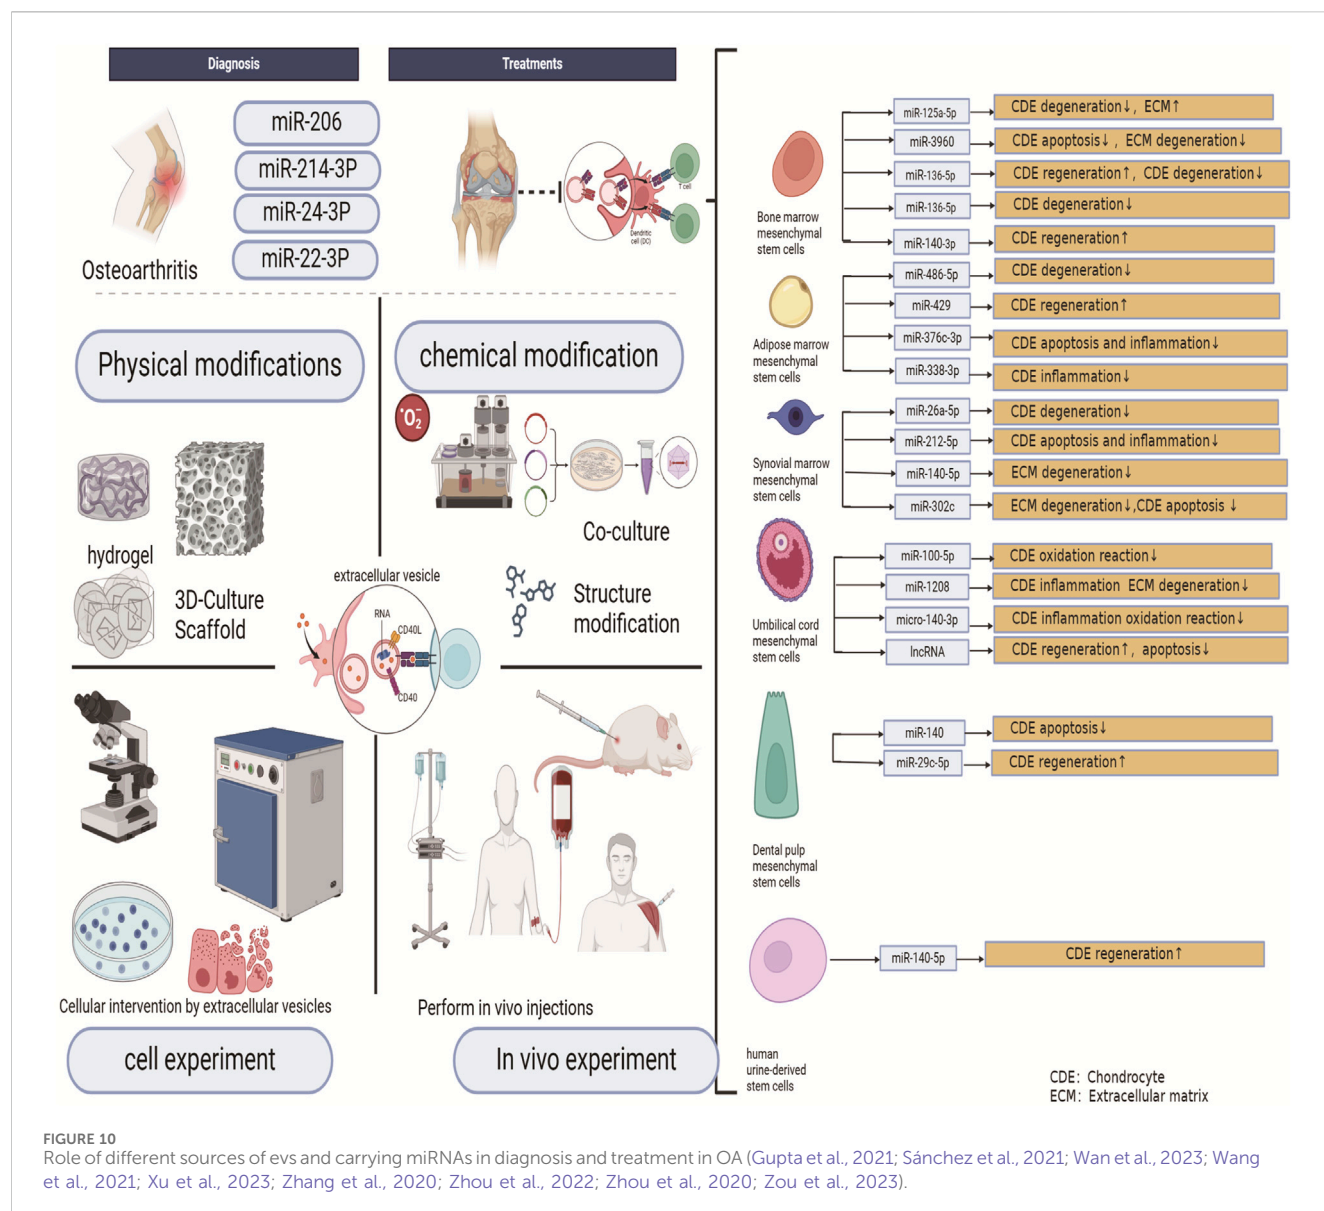 Diagnosis
Treatments
miR-206
miR-214-3P
miR-24-3P
miR-22-3P
Osteoarthritis
T cell
Dendritic
cell (DC)
Physical modifications
chemical modification
•O2-
hydrogel
3D-Culture
Scaffold
Co-culture
Structure
modification
extracellular vesicle
RNA
CD40L
CD40
Cellular intervention by extracellular vesicles
cell experiment
Perform in vivo injections
In vivo experiment
Bone marrow
mesenchymal
stem cells
miR-125a-5p
CDE degeneration↓, ECM↑
miR-3960
CDE apoptosis↓ , ECM degeneration↓
miR-136-5p
CDE regeneration↑, CDE degeneration↓
miR-136-5p
CDE degeneration↓
miR-140-3p
CDE regeneration↑
Adipose marrow
mesenchymal
stem cells
miR-486-5p
CDE degeneration↓
miR-429
CDE regeneration↑
miR-376c-3p
CDE apoptosis and inflammation↓
miR-338-3p
CDE inflammation↓
Synovial marrow
mesenchymal
stem cells
miR-26a-5p
CDE degeneration↓
miR-212-5p
CDE apoptosis and inflammation↓
miR-140-5p
ECM degeneration↓
miR-302c
ECM degeneration↓,CDE apoptosis ↓
Umbilical cord
mesenchymal
stem cells
miR-100-5p
CDE oxidation reaction↓
miR-1208
CDE inflammation ECM degeneration↓
micro-140-3p
CDE inflammation oxidation reaction↓
lncRNA
CDE regeneration↑, apoptosis↓
Dental pulp
mesenchymal
stem cells
miR-140
CDE apoptosis↓
miR-29c-5p
CDE regeneration↑
human
urine-derived
stem cells
miR-140-5p
CDE regeneration↑
CDE: Chondrocyte
ECM: Extracellular matrix
FIGURE 10
Role of different sources of evs and carrying miRNAs in diagnosis and treatment in OA (Gupta et al., 2021; Sánchez et al., 2021; Wan et al., 2023; Wang
et al., 2021; Xu et al., 2023; Zhang et al., 2020; Zhou et al., 2022; Zhou et al., 2020; Zou et al., 2023).